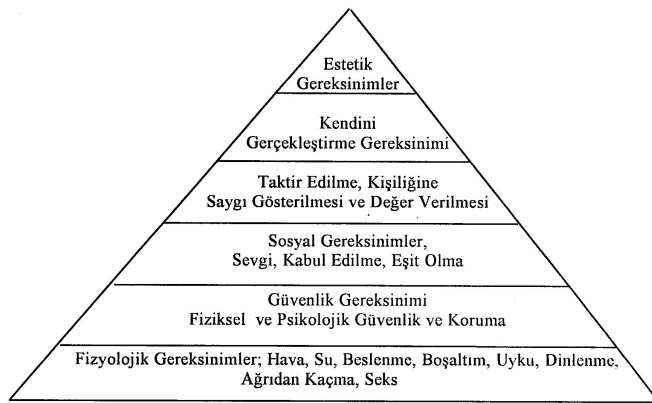 Estetik
Gereksinimler
Kendini
Gerçekleştirme Gereksinimi
Taktir Edilme, Kişiliğine
Saygı Gösterilmesi ve Değer Verilmesi
Sosyal Gereksinimler,
Sevgi, Kabul Edilme, Eşit Olma
Güvenlik Gereksinimi
Fiziksel ve Psikolojik Güvenlik ve Koruma
Fizyolojik Gereksinimler; Hava, Su, Beslenme, Boşaltım, Uyku, Dinlenme,
Ağrıdan Kaçma, Seks